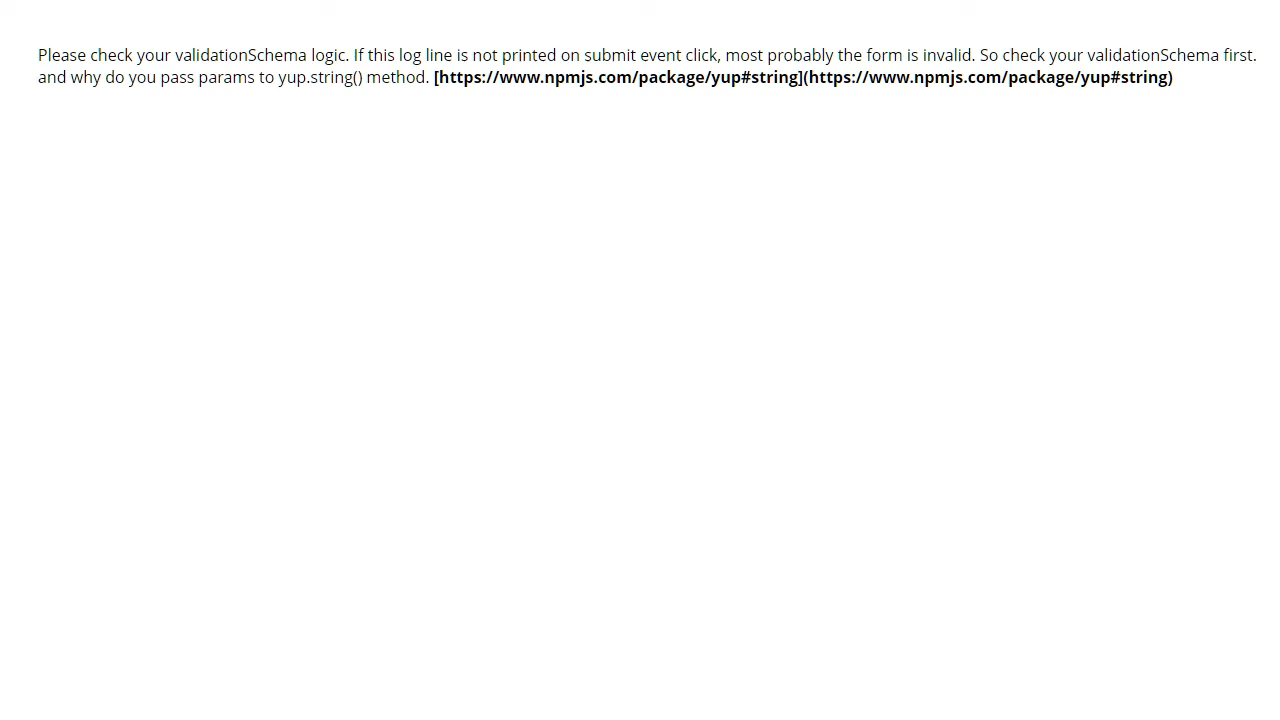 Please check your validationSchema logic. If this log line is not printed on submit event click, most probably the form is invalid. So check your validationSchema first.
and why do you pass params to yup.string() method. [https://www.npmjs.com/package/yup#string](https://www.npmjs.com/package/yup#string)